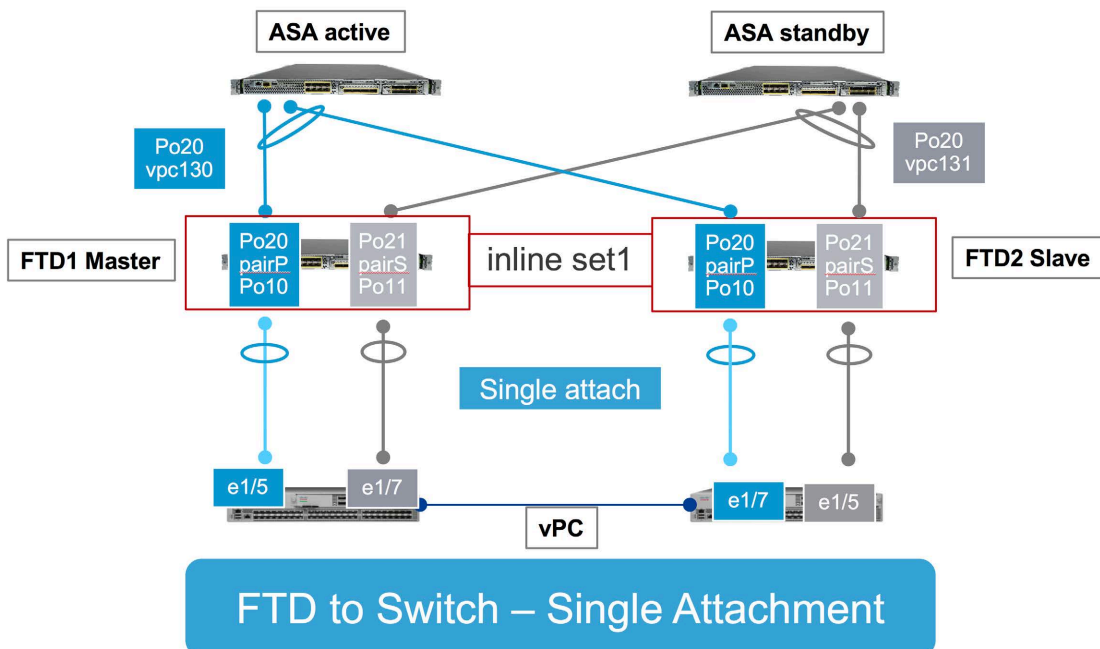 ASA active
ASA standby
Po20
vpc130
Po20
vpc131
FTD1 Master
Po20
pairP
Po10
Po21
pairS
Po11
inline set1
Po20
pairP
Po10
Po21
pairS
Po11
FTD2 Slave
Single attach
e1/5
e1/7
e1/7
e1/5
vPC
FTD to Switch – Single Attachment